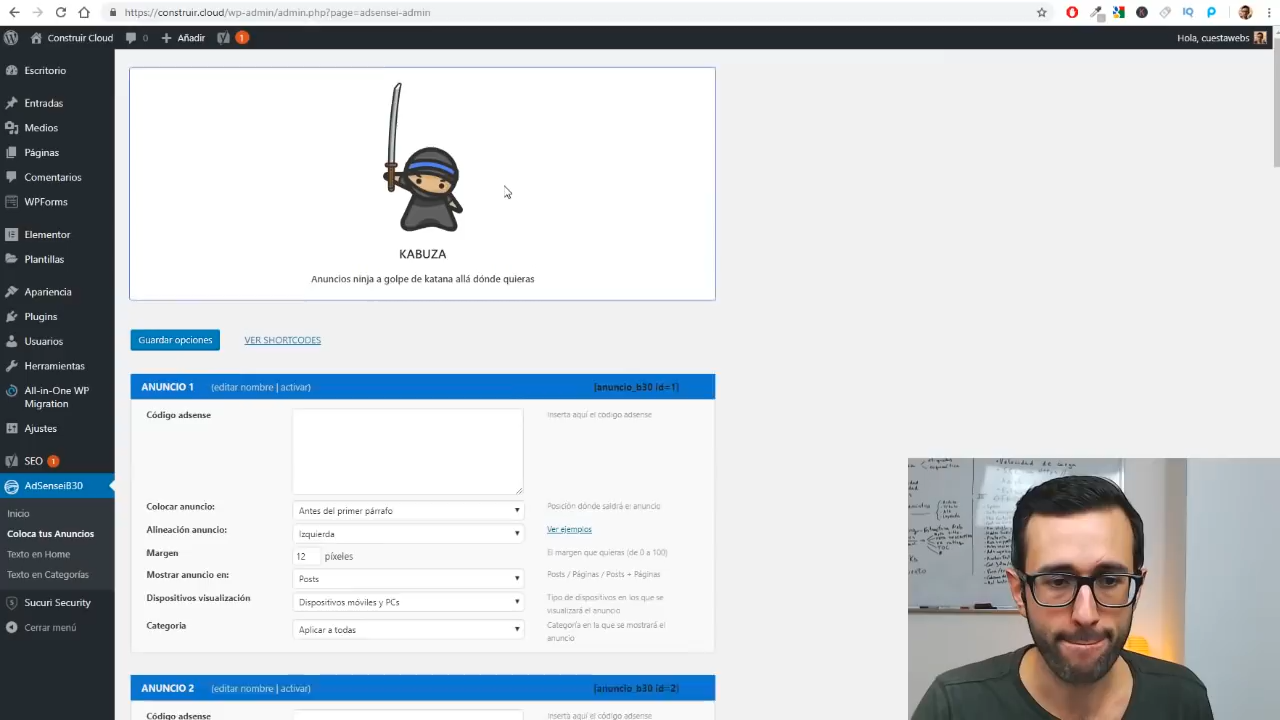 https://construir.cloud/wp-admin/admin.php?page=adsensei-admin
Construir Cloud
0
Añadir
1
Hola, cuestawebs
Escritorio
Entradas
Medios
Páginas
Comentarios
WPForms
Elementor
Plantillas
Apariencia
Plugins
Usuarios
Herramientas
All-in-One WP
Migration
Ajustes
SEO 1
AdSenseiB30
Inicio
Coloca tus Anuncios
Texto en Home
Texto en Categorías
Sucuri Security
Cerrar menú
KABUZA
Anuncios ninja a golpe de katana allá dónde quieras
Guardar opciones
VER SHORTCODES
ANUNCIO 1 (editar nombre | activar) [anuncio_b30 id=1]
Código adsense
Inserta aquí el código adsense
Colocar anuncio: Antes del primer párrafo Posición dónde saldrá el anuncio
Alineación anuncio: Izquierda Ver ejemplos
Margen 12 píxeles El margen que quieras (de 0 a 100)
Mostrar anuncio en: Posts Posts / Páginas / Posts + Páginas
Dispositivos visualización Dispositivos móviles y PCs Tipo de dispositivos en los que se
visualizará el anuncio
Categoría Aplicar a todas Categoría en la que se mostrará el
anuncio
ANUNCIO 2 (editar nombre | activar) [anuncio_b30 id=2]
Código adsense Inserta aquí el código adsense
Velocidad de carga